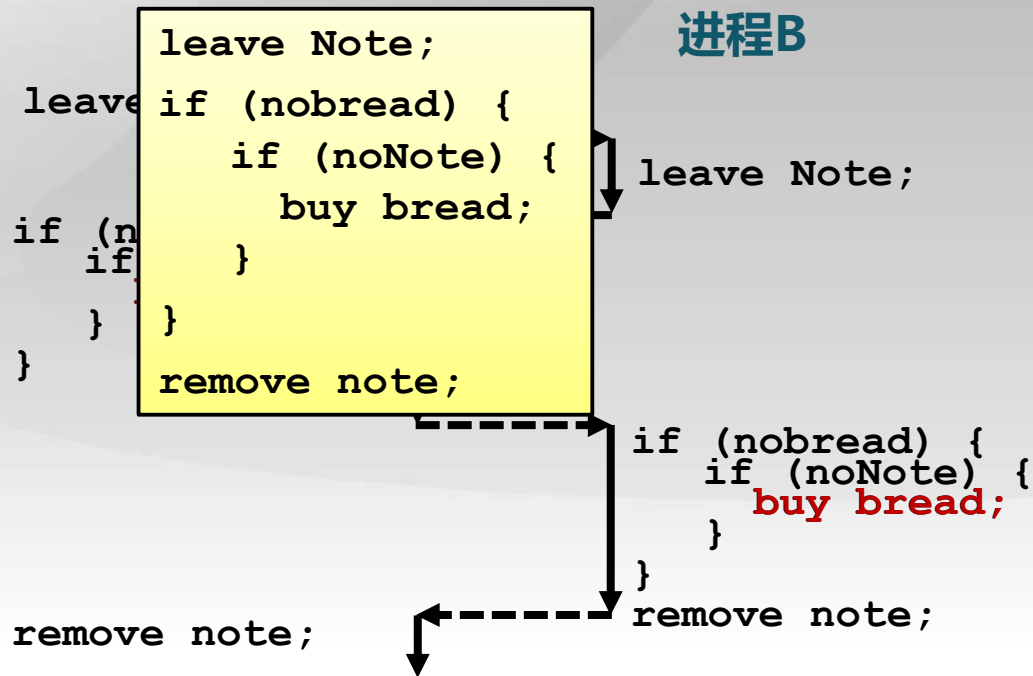 进程B
leave Note;
if (nobread) {
if (noNote) {
buy bread;
}
}
remove note;
leave
if (n
if
}
}
remove note;
leave Note;
if (nobread) {
if (noNote) {
buy bread;
}
}
remove note;